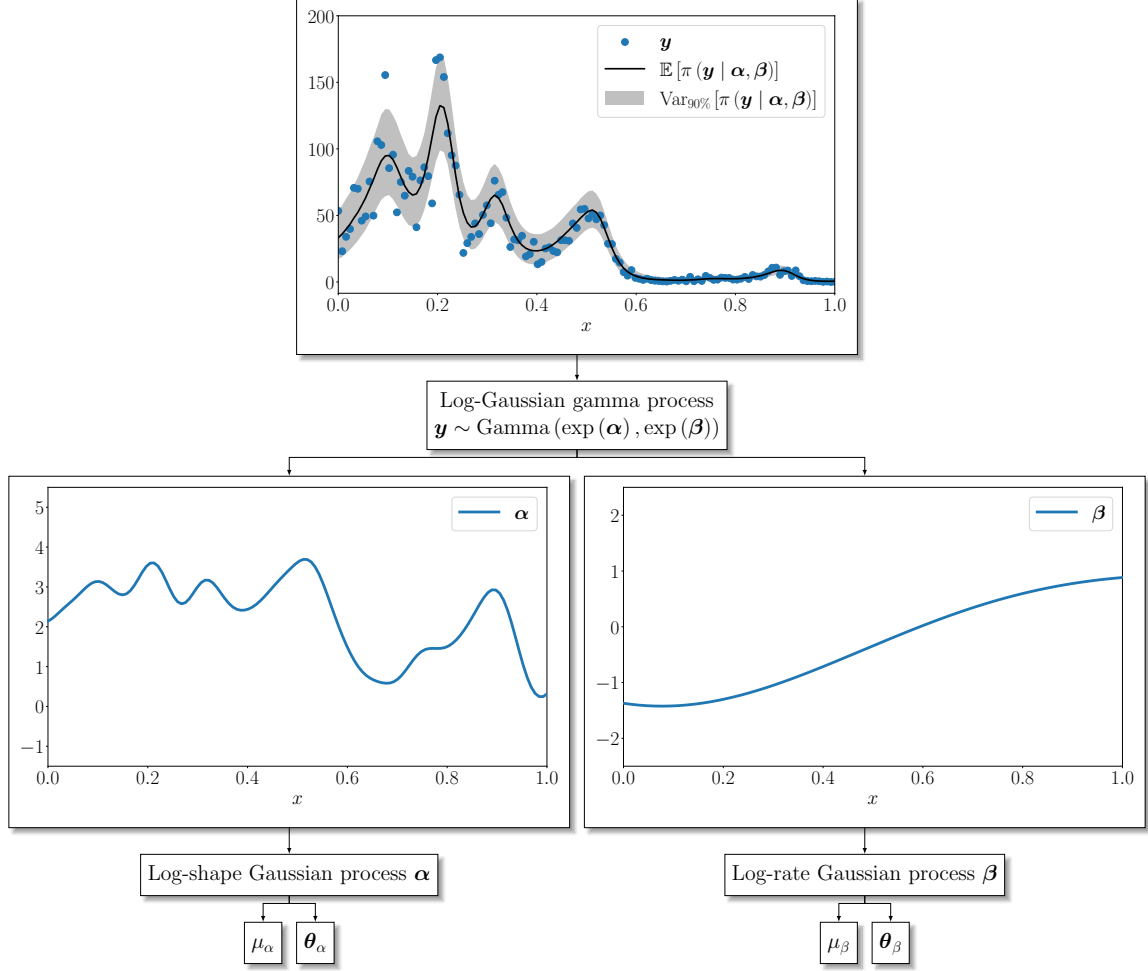 200
150
100
50
0
0.0 0.2 0.4 0.6 0.8 1.0
x
y
𝔼[π(y | α, β)]
Var₉₀%[π(y | α, β)]
Log-Gaussian gamma process
y ∼ Gamma(exp(α), exp(β))
5
4
3
2
1
0
−1
0.0 0.2 0.4 0.6 0.8 1.0
x
α
2
1
0
−1
−2
0.0 0.2 0.4 0.6 0.8 1.0
x
β
Log-shape Gaussian process α
Log-rate Gaussian process β
μα θα
μβ θβ